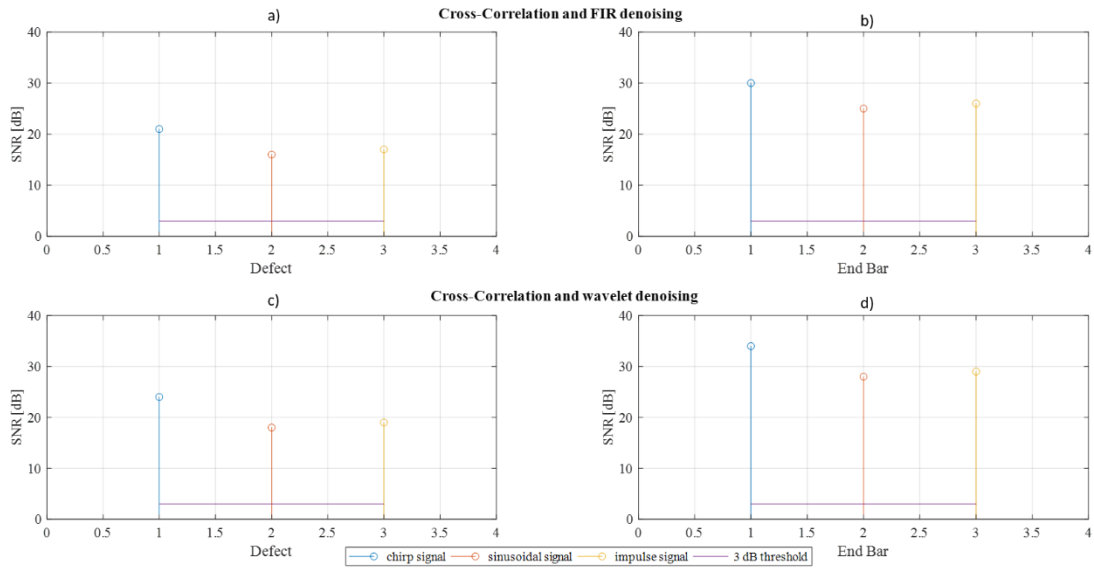 a)
Cross-Correlation and FIR denoising
b)
40
30
20
10
0
SNR [dB]
0 0.5 1 1.5 2 2.5 3 3.5 4
Defect
40
30
20
10
0
SNR [dB]
0 0.5 1 1.5 2 2.5 3 3.5 4
End Bar
c)
Cross-Correlation and wavelet denoising
d)
40
30
20
10
0
SNR [dB]
0 0.5 1 1.5 2 2.5 3 3.5 4
Defect
40
30
20
10
0
SNR [dB]
0 0.5 1 1.5 2 2.5 3 3.5 4
End Bar
chirp signal sinusoidal signal impulse signal 3 dB threshold